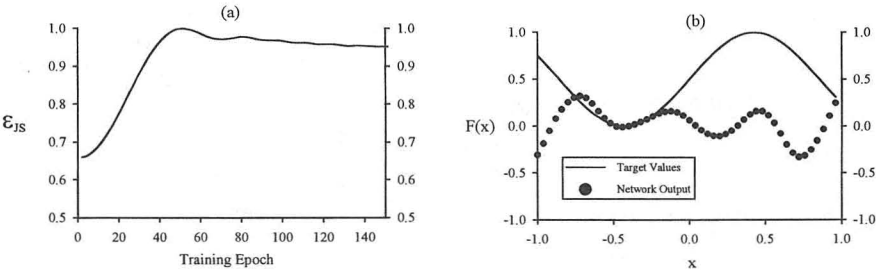 (a)
1.0 1.0
0.9 0.9
0.8 0.8
0.7 0.7
0.6 0.6
0.5 0.5
εJS
0 20 40 60 80 100 120 140
Training Epoch
(b)
1.0 1.0
0.5 0.5
0.0 0.0
-0.5 -0.5
-1.0 -1.0
F(x)
Target Values
Network Output
-1.0 -0.5 0.0 0.5 1.0
x